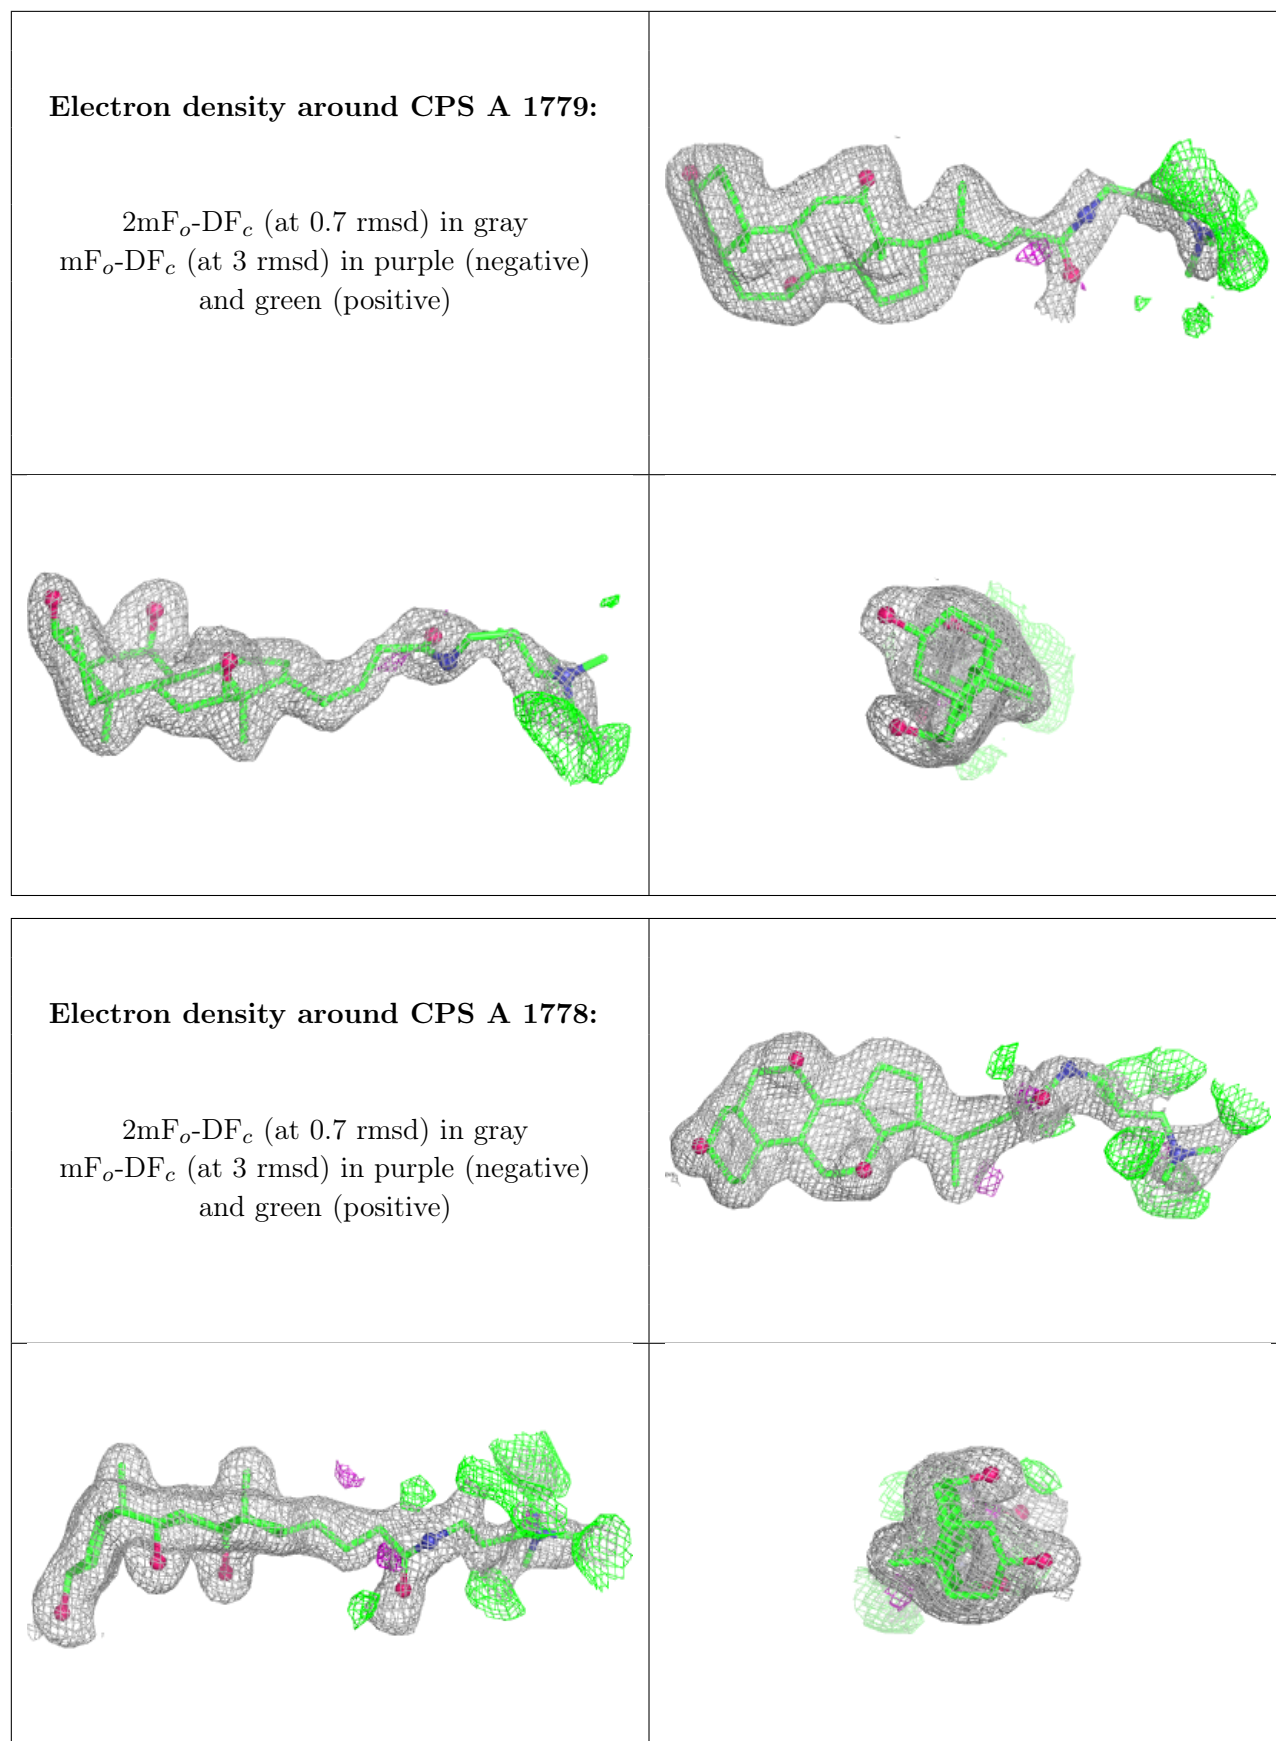 Electron density around CPS A 1779:
2mFo-DFc (at 0.7 rmsd) in gray
mFo-DFc (at 3 rmsd) in purple (negative)
and green (positive)
Electron density around CPS A 1778:
2mFo-DFc (at 0.7 rmsd) in gray
mFo-DFc (at 3 rmsd) in purple (negative)
and green (positive)